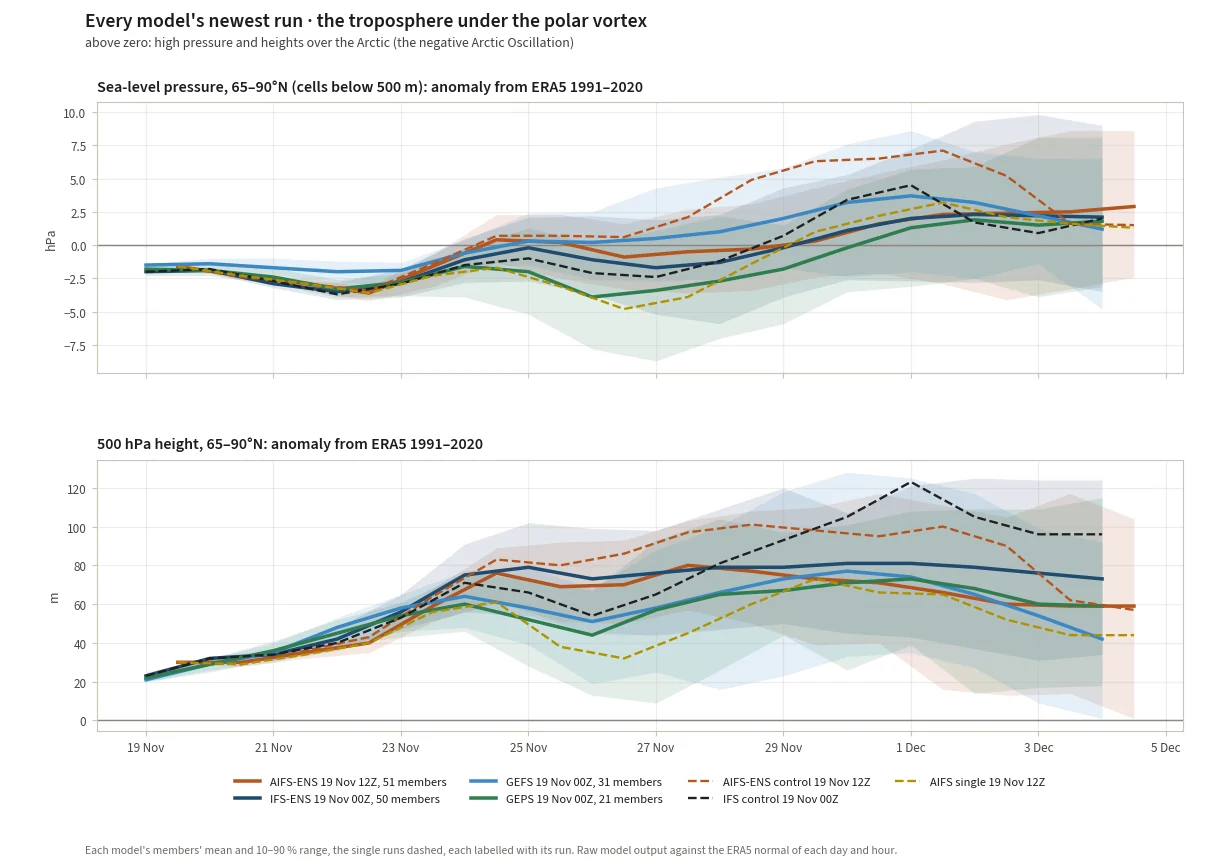 Every model's newest run · the troposphere under the polar vortex
above zero: high pressure and heights over the Arctic (the negative Arctic Oscillation)
Sea-level pressure, 65–90°N (cells below 500 m): anomaly from ERA5 1991–2020
10.0
7.5
5.0
2.5
0.0
−2.5
−5.0
−7.5
hPa
500 hPa height, 65–90°N: anomaly from ERA5 1991–2020
120
100
80
60
40
20
0
m
19 Nov 21 Nov 23 Nov 25 Nov 27 Nov 29 Nov 1 Dec 3 Dec 5 Dec
AIFS-ENS 19 Nov 12Z, 51 members GEFS 19 Nov 00Z, 31 members AIFS-ENS control 19 Nov 12Z AIFS single 19 Nov 12Z
IFS-ENS 19 Nov 00Z, 50 members GEPS 19 Nov 00Z, 21 members IFS control 19 Nov 00Z
Each model's members' mean and 10–90 % range, the single runs dashed, each labelled with its run. Raw model output against the ERA5 normal of each day and hour.